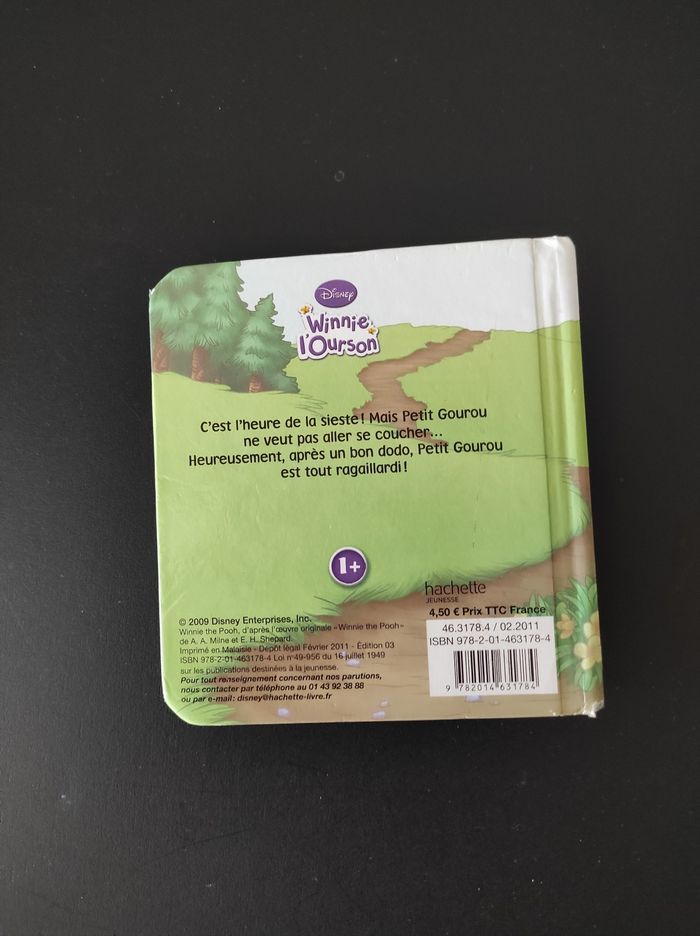 Disney
Winnie
l'Ourson
C'est l'heure de la sieste ! Mais Petit Gourou
ne veut pas aller se coucher...
Heureusement, après un bon dodo, Petit Gourou
est tout ragaillardi !
1+
hachette
JEUNESSE
4,50 € Prix TTC France
© 2009 Disney Enterprises, Inc.
Winnie the Pooh, d'après l'œuvre originale «Winnie the Pooh»
de A. A. Milne et E. H. Shepard.
Imprimé en Malaisie - Dépôt légal Février 2011 - Édition 03
ISBN 978-2-01-463178-4 Loi n°49-956 du 16 juillet 1949
sur les publications destinées à la jeunesse.
Pour tout renseignement concernant nos parutions,
nous contacter par téléphone au 01 43 92 38 88
ou par e-mail : disney@hachette-livre.fr
46.3178.4 / 02.2011
ISBN 978-2-01-463178-4
9 782014 631784